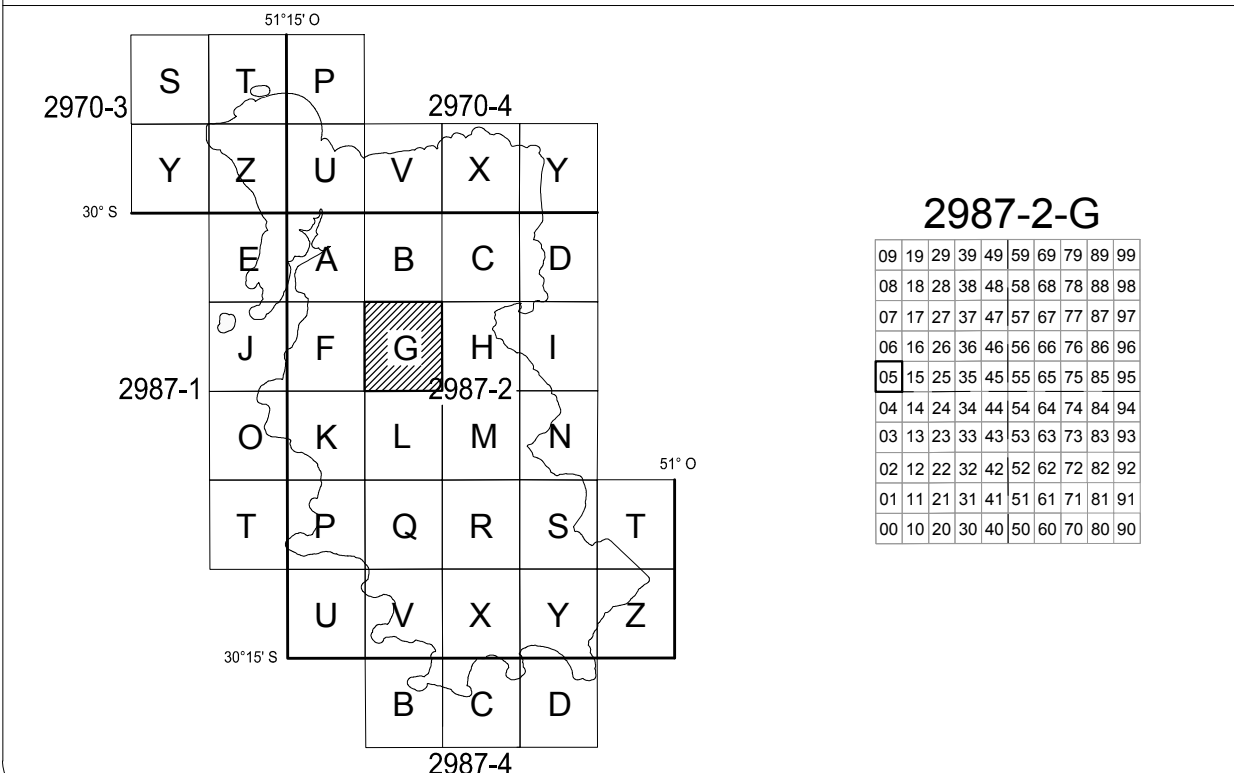 51°15' O
S T P
2970-3 2970-4
Y Z U V X Y
30° S
E A B C D
J F G H I
2987-1 2987-2
O K L M N
51° O
T P Q R S T
U V X Y Z
30°15' S
B C D
2987-4
2987-2-G
09 19 29 39 49 59 69 79 89 99
08 18 28 38 48 58 68 78 88 98
07 17 27 37 47 57 67 77 87 97
06 16 26 36 46 56 66 76 86 96
05 15 25 35 45 55 65 75 85 95
04 14 24 34 44 54 64 74 84 94
03 13 23 33 43 53 63 73 83 93
02 12 22 32 42 52 62 72 82 92
01 11 21 31 41 51 61 71 81 91
00 10 20 30 40 50 60 70 80 90